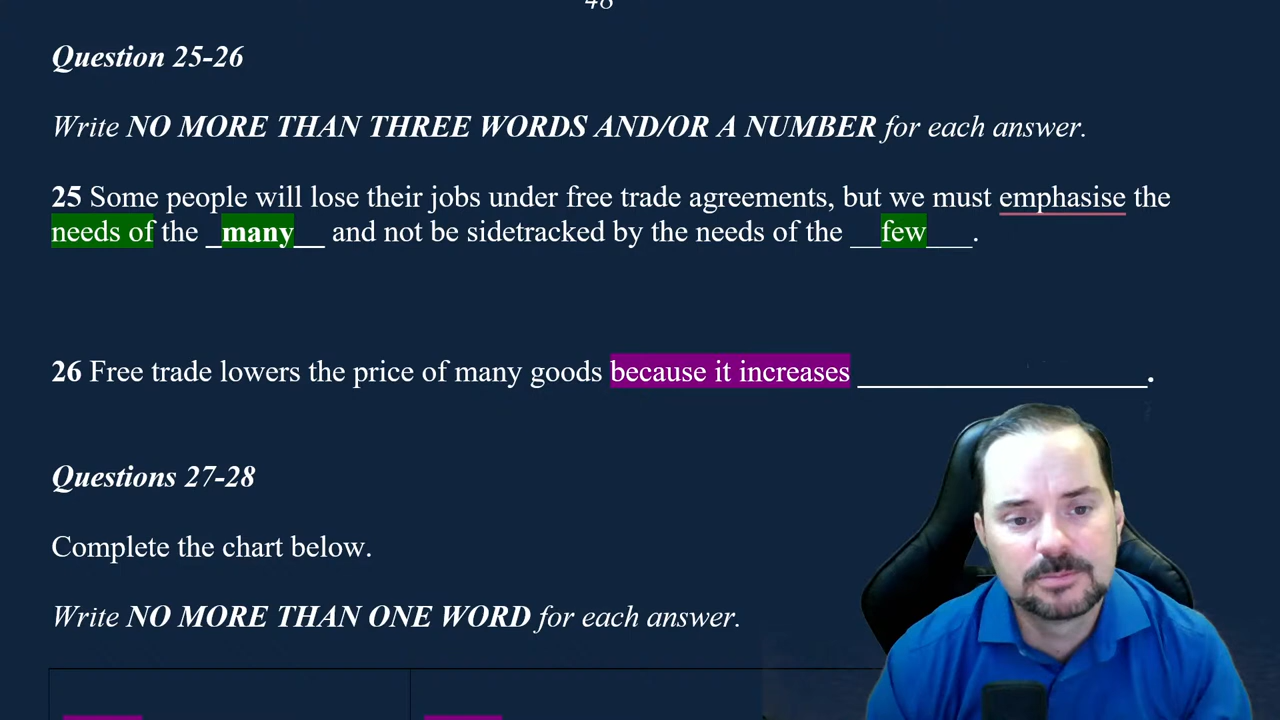 48
Question 25-26
Write NO MORE THAN THREE WORDS AND/OR A NUMBER for each answer.
25 Some people will lose their jobs under free trade agreements, but we must emphasise the
needs of the _many__ and not be sidetracked by the needs of the __few___.
26 Free trade lowers the price of many goods because it increases ___________________.
Questions 27-28
Complete the chart below.
Write NO MORE THAN ONE WORD for each answer.